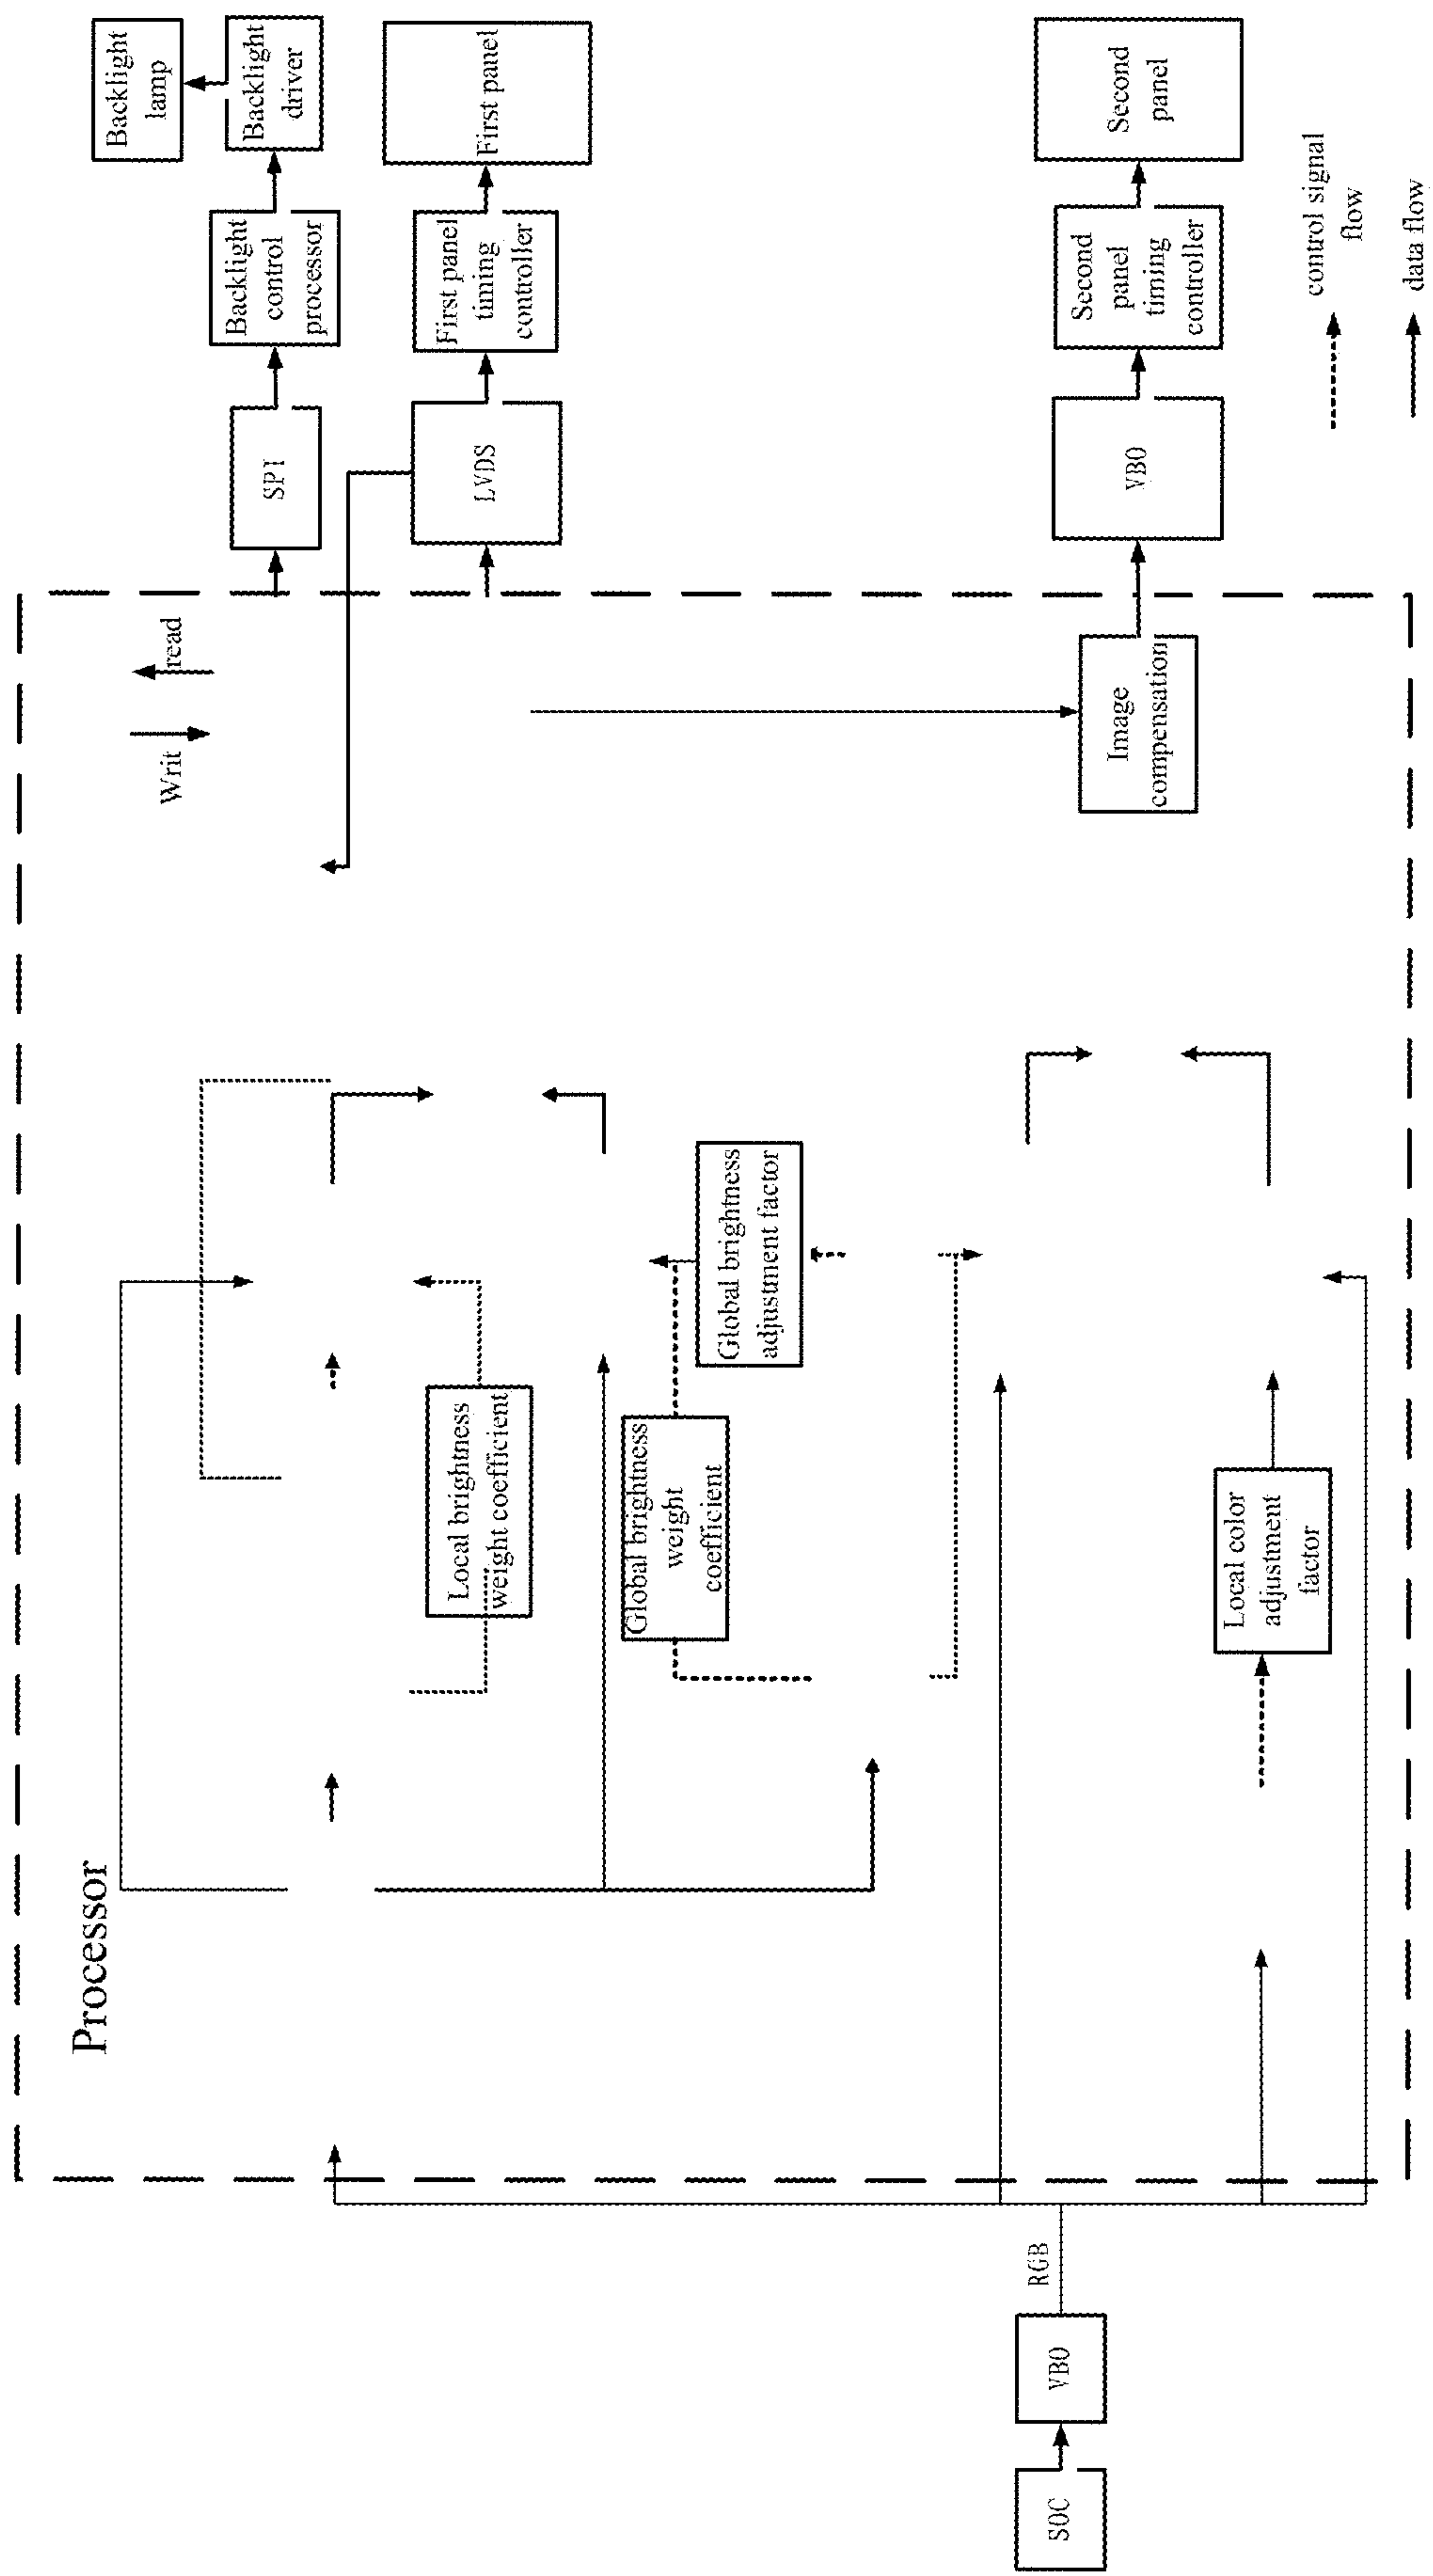 Processor
SOC
VBO
RGB
Local brightness
weight coefficient
Global brightness
weight
coefficient
Global brightness
adjustment factor
Local color
adjustment
factor
Writ
read
Image
compensation
SPI
Backlight
control
processor
Backlight
driver
Backlight
lamp
LVDS
First panel
timing
controller
First panel
VBO
Second
panel
timing
controller
Second
panel
control signal
flow
data flow